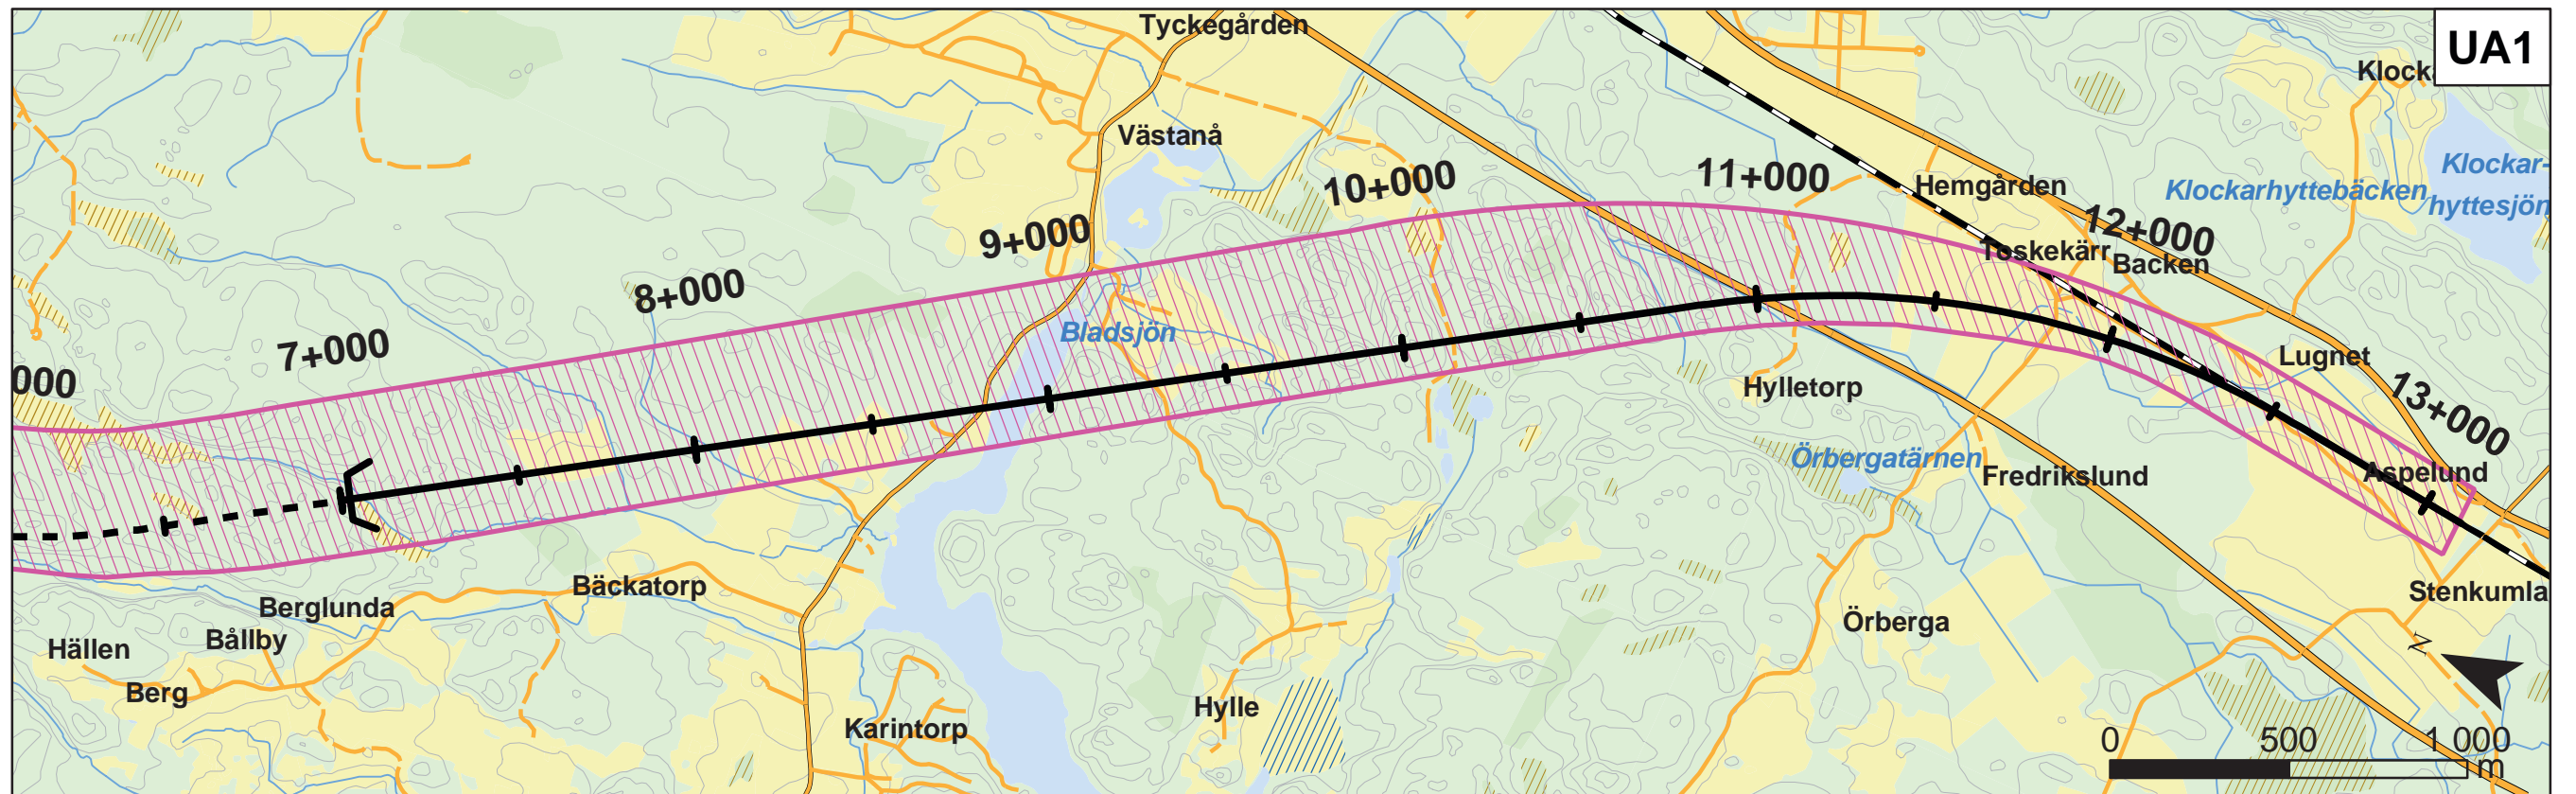 Tyckegården
UA1
Klocka
Västanå
Klockar-
hyttesjön
Klockarhyttebäcken
Hemgården
11+000
10+000
12+000
9+000
Toskekärr
Backen
8+000
Bladsjön
7+000
000
Lugnet
Hylletorp
13+000
Örbergatärnen
Fredrikslund
Aspelund
Stenkumla
Bäckatorp
Berglunda
Bållby
Hällen
Berg
Örberga
N
Hylle
Karintorp
0 500 1 000
m